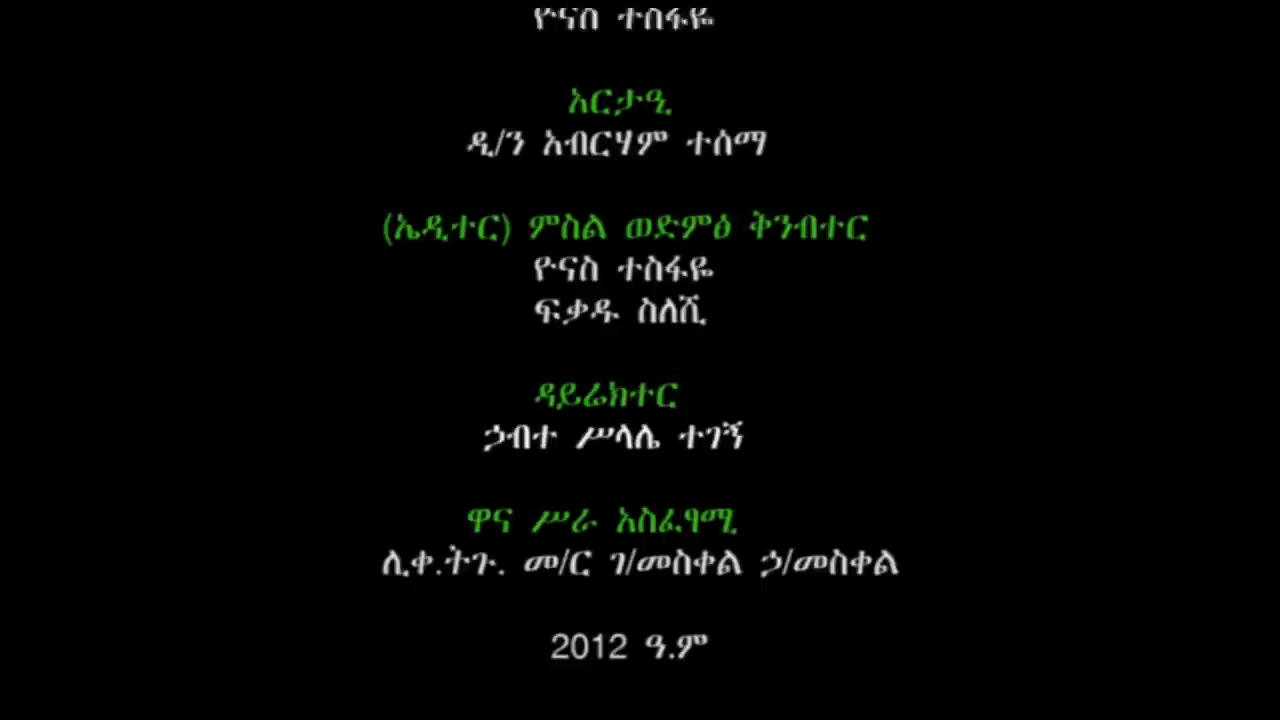 ዮናስ ተስፋዬ
አርታዒ
ዲ/ን አብርሃም ተሰማ
(ኤዲተር) ምስል ወድምፅ ቅንብተር
ዮናስ ተስፋዬ
ፍቃዱ ስለሺ
ዳይሬክተር
ኃብተ ሥላሴ ተገኝ
ዋና ሥራ አስፈፃሚ
ሊቀ.ትጉ. መ/ር ገ/መስቀል ኃ/መስቀል
2012 ዓ.ም